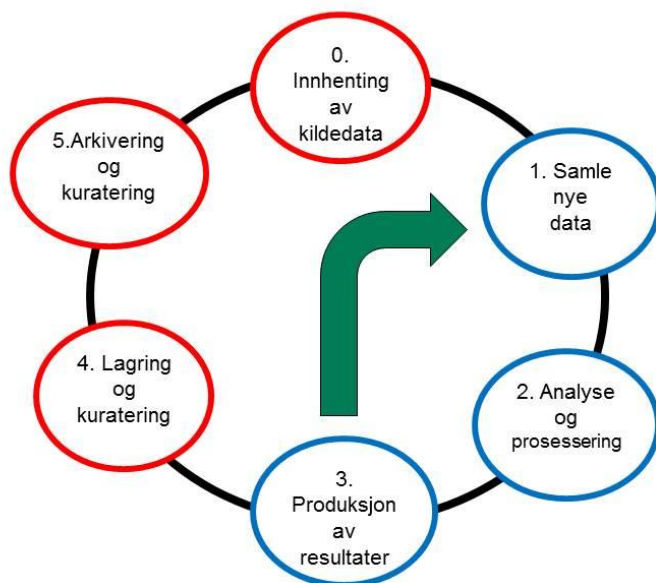 0.
Innhenting
av
kildedata
1. Samle
nye
data
2. Analyse
og
prosessering
3.
Produksjon
av
resultater
4. Lagring
og
kuratering
5.Arkivering
og
kuratering